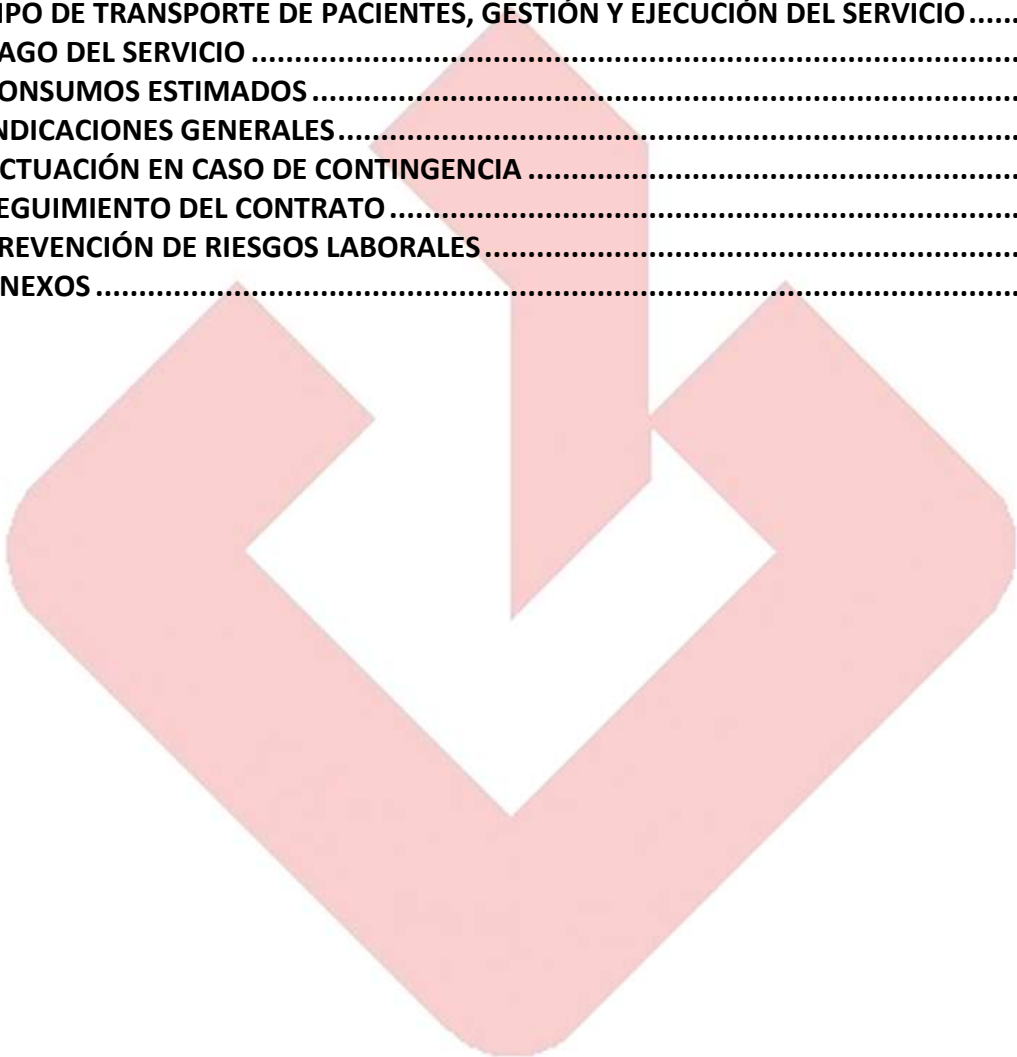 IPO DE TRANSPORTE DE PACIENTES, GESTIÓN Y EJECUCIÓN DEL SERVICIO......
AGO DEL SERVICIO........................................................................................
ONSUMOS ESTIMADOS................................................................................
NDICACIONES GENERALES.............................................................................
CTUACIÓN EN CASO DE CONTINGENCIA........................................................
EGUIMIENTO DEL CONTRATO.......................................................................
REVENCIÓN DE RIESGOS LABORALES............................................................
NEXOS..........................................................................................................